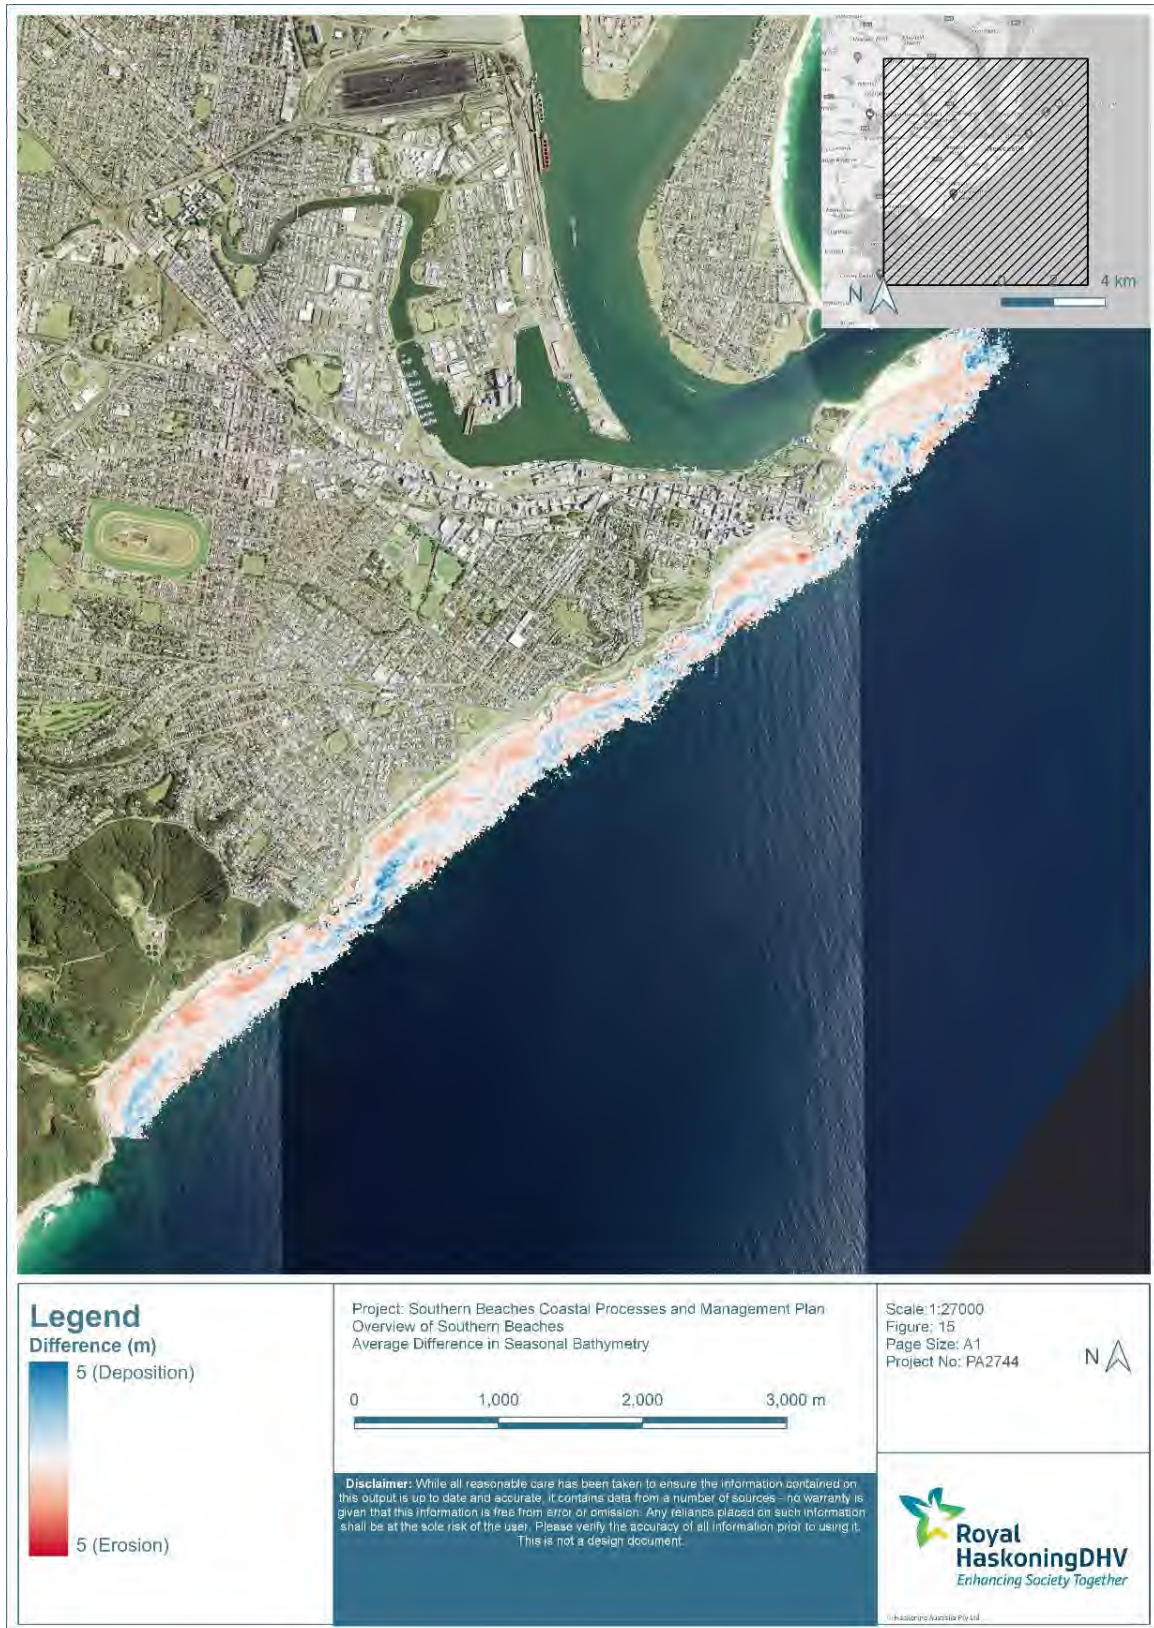 N
0
2
4 km
Legend
Difference (m)
5 (Deposition)
5 (Erosion)
Project: Southern Beaches Coastal Processes and Management Plan
Overview of Southern Beaches
Average Difference in Seasonal Bathymetry
0 1,000 2,000 3,000 m
Disclaimer: While all reasonable care has been taken to ensure the information contained on
this output is up to date and accurate, it contains data from a number of sources - no warranty is
given that this information is free from error or omission. Any reliance placed on such information
shall be at the sole risk of the user. Please verify the accuracy of all information prior to using it.
This is not a design document.
Scale:1:27000
Figure: 15
Page Size: A1
Project No: PA2744
N
Royal
HaskoningDHV
Enhancing Society Together
© Haskoning Australia Pty Ltd